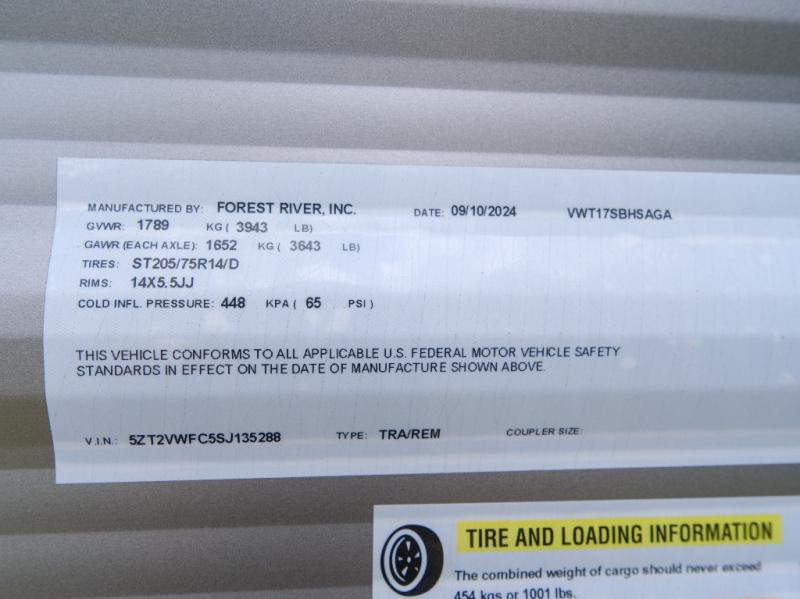 MANUFACTURED BY: FOREST RIVER, INC. DATE: 09/10/2024 VWT17SBHSAGA
GVWR: 1789 KG ( 3943 LB)
GAWR (EACH AXLE): 1652 KG ( 3643 LB)
TIRES: ST205/75R14/D
RIMS: 14X5.5JJ
COLD INFL. PRESSURE: 448 KPA ( 65 PSI )
THIS VEHICLE CONFORMS TO ALL APPLICABLE U.S. FEDERAL MOTOR VEHICLE SAFETY
STANDARDS IN EFFECT ON THE DATE OF MANUFACTURE SHOWN ABOVE.
V.I.N.: 5ZT2VWFC5SJ135288 TYPE: TRA/REM COUPLER SIZE:
TIRE AND LOADING INFORMATION
The combined weight of cargo should never exceed
454 kgs or 1001 lbs.